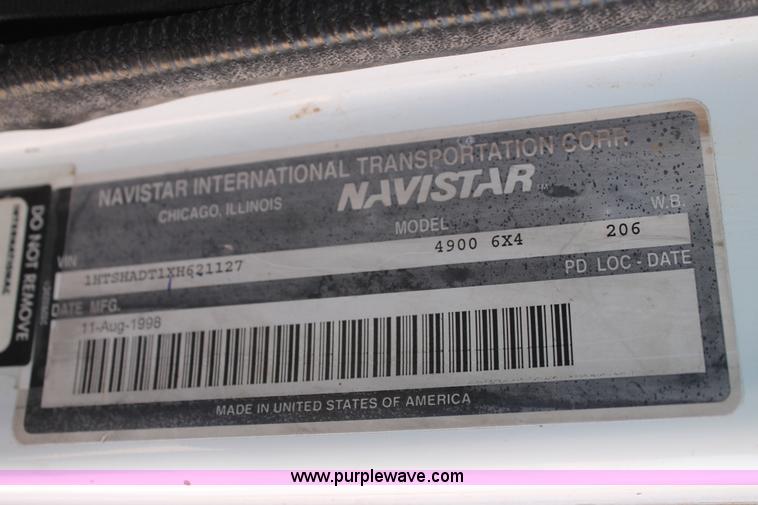 NAVISTAR INTERNATIONAL TRANSPORTATION CORP.
CHICAGO, ILLINOIS
NAVISTAR
VIN
MODEL
W.B.
1HTSHADT1XH621127
4900 6X4
206
DATE MFG.
PD LOC - DATE
11-Aug-1998
MADE IN UNITED STATES OF AMERICA
DO NOT REMOVE
INTERNATIONAL
www.purplewave.com